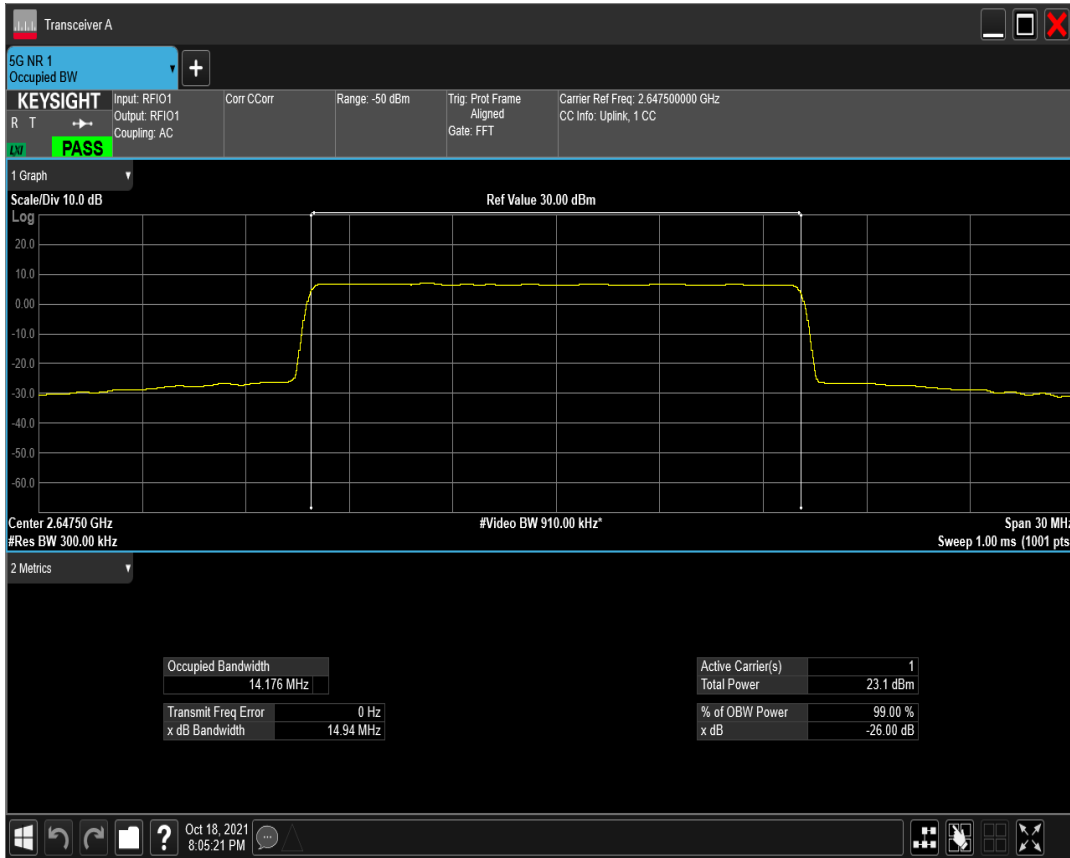 Transceiver A
5G NR 1
Occupied BW
KEYSIGHT
R T
LXI
PASS
Input: RFIO1
Output: RFIO1
Coupling: AC
Corr CCorr
Range: -50 dBm
Trig: Prot Frame
Aligned
Gate: FFT
Carrier Ref Freq: 2.647500000 GHz
CC Info: Uplink, 1 CC
1 Graph
Scale/Div 10.0 dB
Ref Value 30.00 dBm
Log
20.0
10.0
0.00
-10.0
-20.0
-30.0
-40.0
-50.0
-60.0
Center 2.64750 GHz
#Video BW 910.00 kHz*
Span 30 MHz
#Res BW 300.00 kHz
Sweep 1.00 ms (1001 pts
2 Metrics
Occupied Bandwidth
14.176 MHz
Transmit Freq Error 0 Hz
x dB Bandwidth 14.94 MHz
Active Carrier(s) 1
Total Power 23.1 dBm
% of OBW Power 99.00 %
x dB -26.00 dB
?
Oct 18, 2021
8:05:21 PM